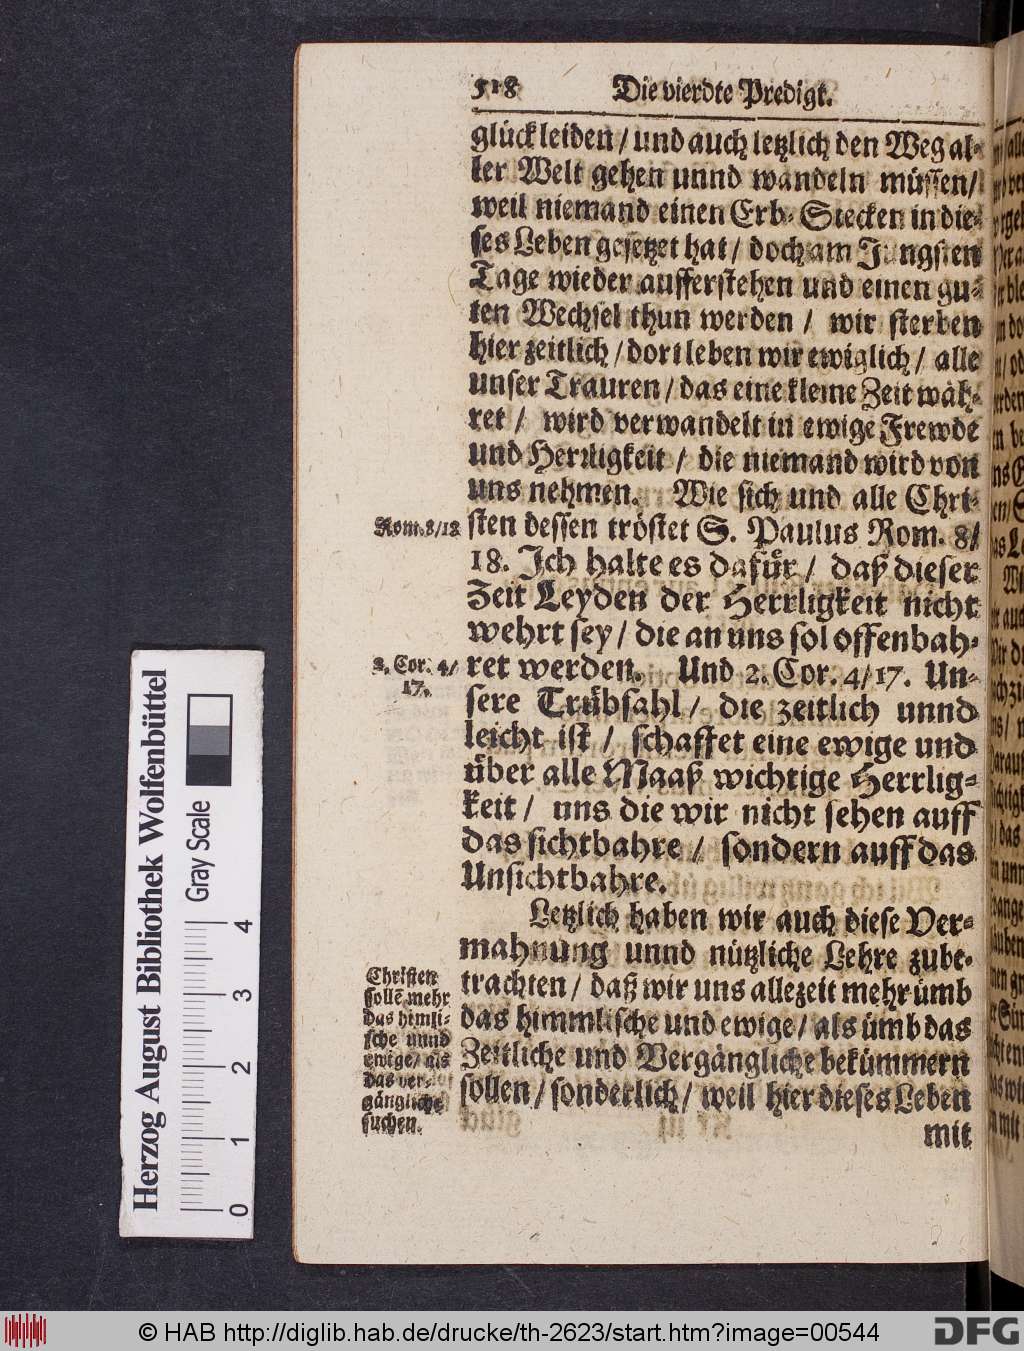 518 Die vierdte Predigt.
glück leiden / und auch letzlich den Weg al-
ler Welt gehen unnd wandeln müssen /
weil niemand einen Erb-Stecken in die-
ses Leben gesetzet hat / doch am Jüngsten
Tage wieder aufferstehen und einen gu-
ten Wechsel thun werden / wir sterben
hier zeitlich / dort leben wir ewiglich / alle
unser Trauren / das eine kleine Zeit wäh-
ret / wird verwandelt in ewige Frewde
und Herrligkeit / die niemand wird von
uns nehmen. Wie sich und alle Chri-
Rom. 8/18
sten dessen tröstet S. Paulus Rom. 8/
18. Ich halte es dafür / daß dieser
Zeit Leyden der Herrligkeit nicht
wehrt sey / die an uns sol offenbah-
2. Cor. 4/
17.
ret werden. Und 2. Cor. 4/17. Un-
sere Trübsahl / die zeitlich unnd
leicht ist / schaffet eine ewige und
über alle Maaß wichtige Herrlig-
keit / uns die wir nicht sehen auff
das sichtbahre / sondern auff das
Unsichtbahre.
Letzlich haben wir auch diese Ver-
mahnung unnd nützliche Lehre zube-
trachten / daß wir uns allezeit mehr ümb
das himmlische und ewige / als ümb das
Zeitliche und Vergängliche bekümmern
sollen / sonderlich / weil hier dieses Leben
mit
Christen
sollē mehr
das himli-
sche unnd
ewige / als
das ver-
gängliche
suchen.
Herzog August Bibliothek Wolfenbüttel
Gray Scale
0 1 2 3 4
© HAB http://diglib.hab.de/drucke/th-2623/start.htm?image=00544
DFG